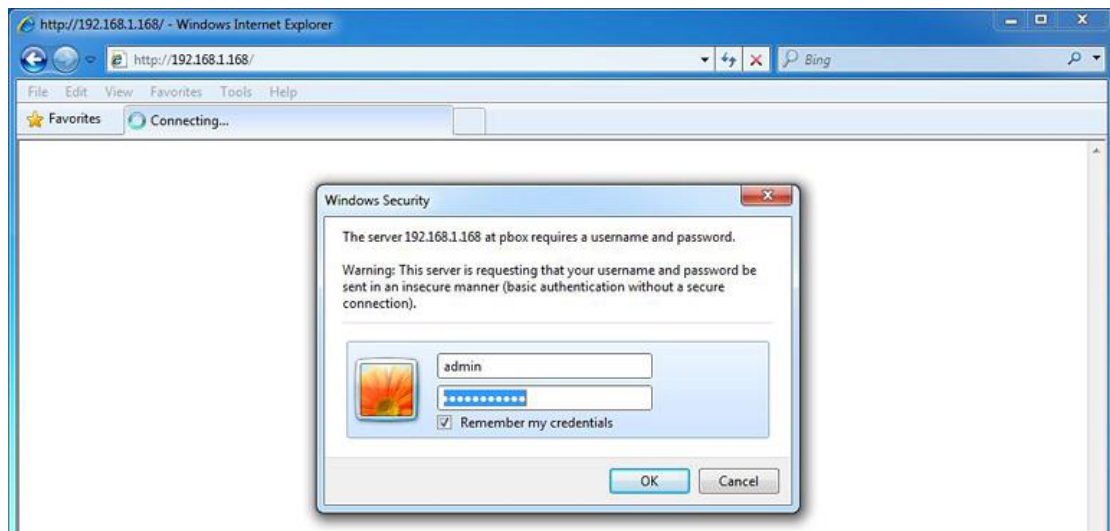 http://192.168.1.168/ - Windows Internet Explorer
http://192.168.1.168/
Bing
File Edit View Favorites Tools Help
Favorites
Connecting...
Windows Security
The server 192.168.1.168 at pbox requires a username and password.
Warning: This server is requesting that your username and password be
sent in an insecure manner (basic authentication without a secure
connection).
admin
Remember my credentials
OK
Cancel